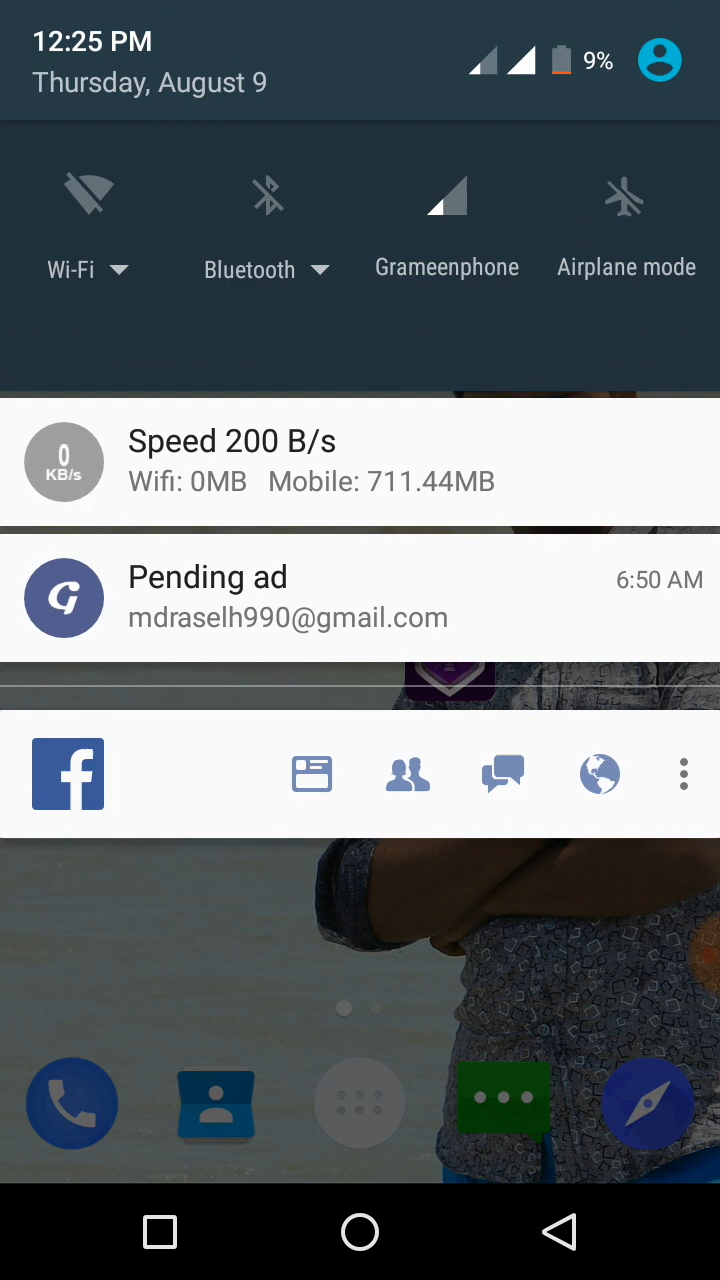 12:25 PM
9%
Thursday, August 9
Wi-Fi
Bluetooth
Grameenphone
Airplane mode
0
KB/s
Speed 200 B/s
Wifi: 0MB Mobile: 711.44MB
G
Pending ad
6:50 AM
mdraselh990@gmail.com
f